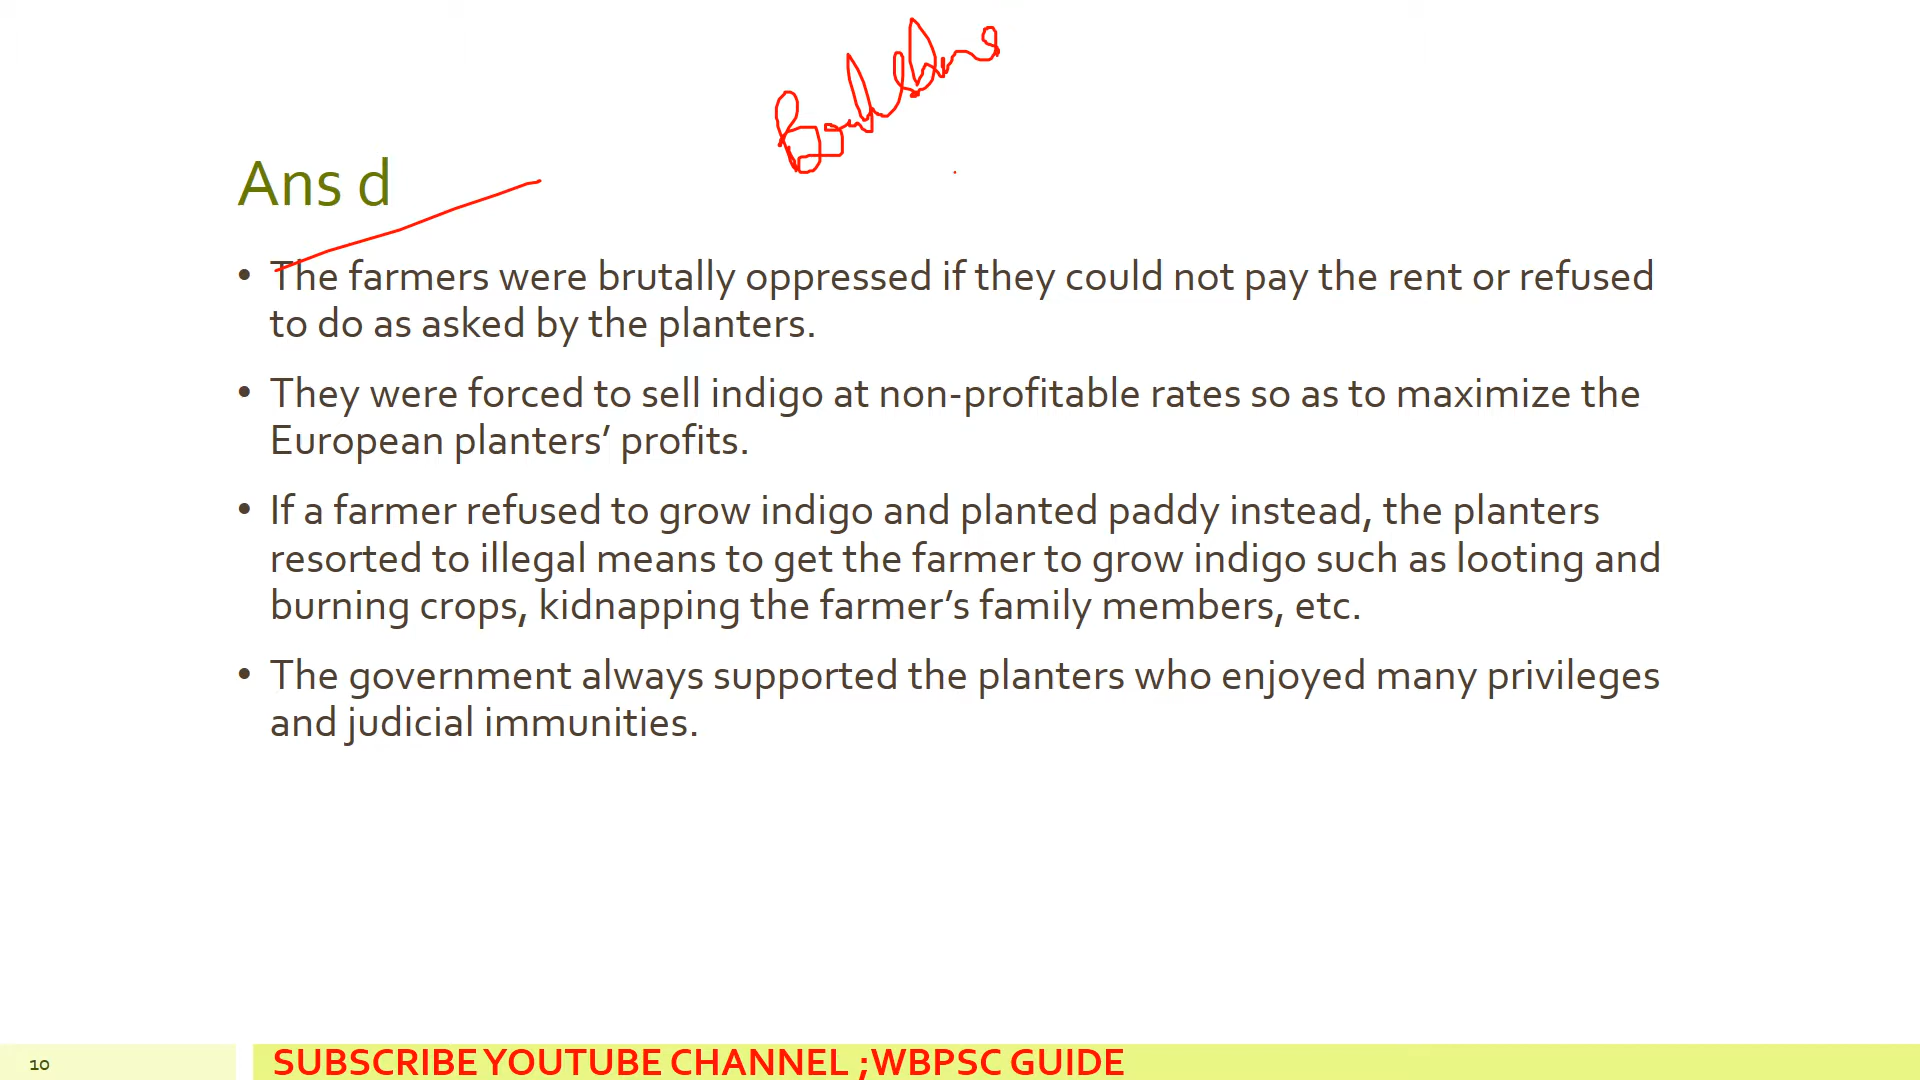 Ans d
• The farmers were brutally oppressed if they could not pay the rent or refused
to do as asked by the planters.
• They were forced to sell indigo at non-profitable rates so as to maximize the
European planters’ profits.
• If a farmer refused to grow indigo and planted paddy instead, the planters
resorted to illegal means to get the farmer to grow indigo such as looting and
burning crops, kidnapping the farmer’s family members, etc.
• The government always supported the planters who enjoyed many privileges
and judicial immunities.
10
SUBSCRIBE YOUTUBE CHANNEL ;WBPSC GUIDE